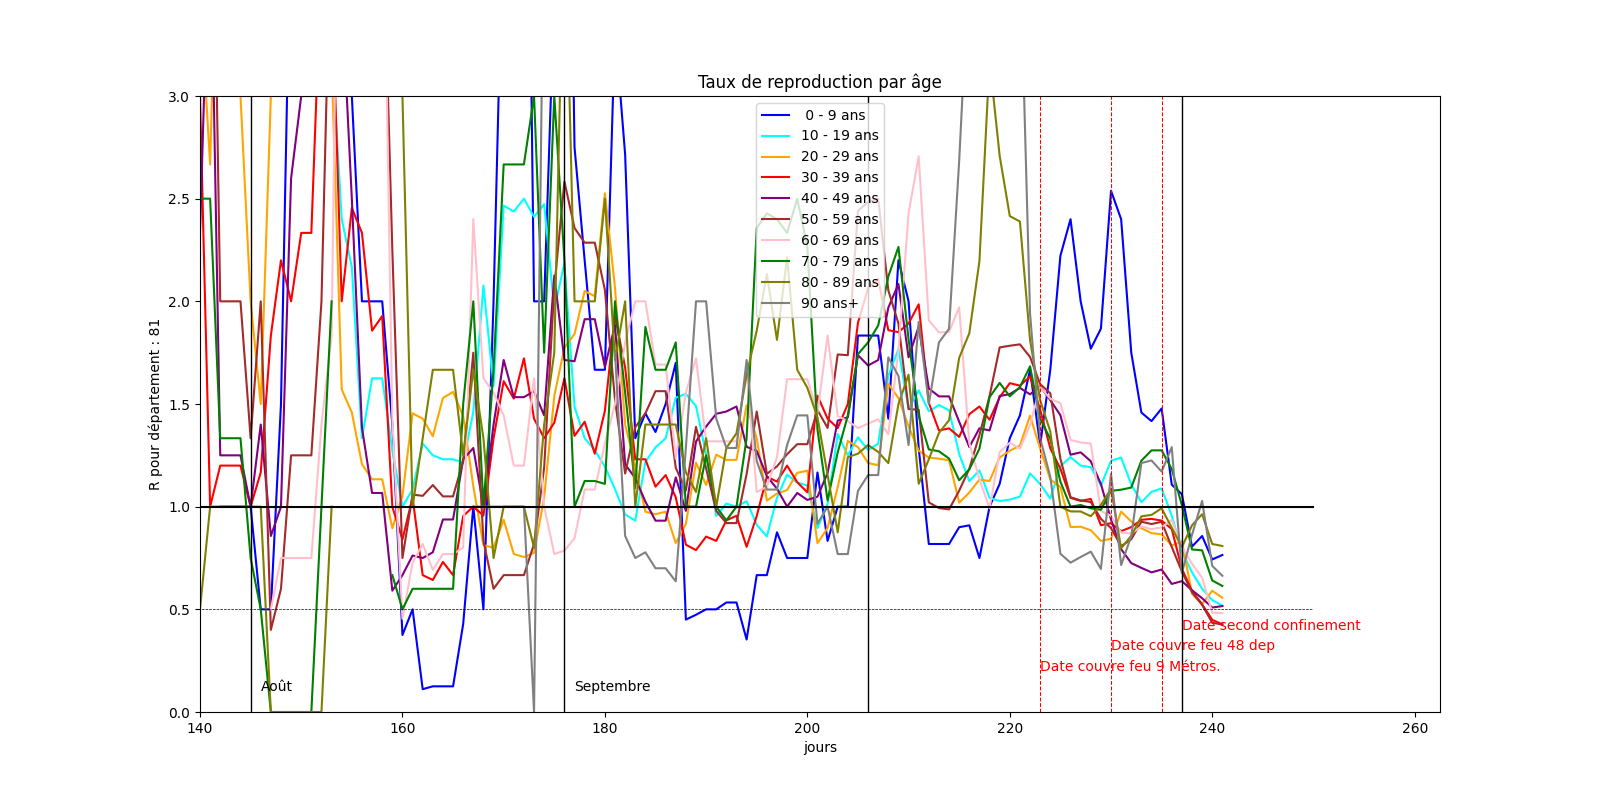 Taux de reproduction par âge
3.0
2.5
2.0
1.5
1.0
0.5
0.0
R pour département : 81
0 - 9 ans
10 - 19 ans
20 - 29 ans
30 - 39 ans
40 - 49 ans
50 - 59 ans
60 - 69 ans
70 - 79 ans
80 - 89 ans
90 ans+
Date second confinement
Date couvre feu 48 dep
Date couvre feu 9 Métros.
Août
Septembre
140
160
180
200
220
240
260
jours